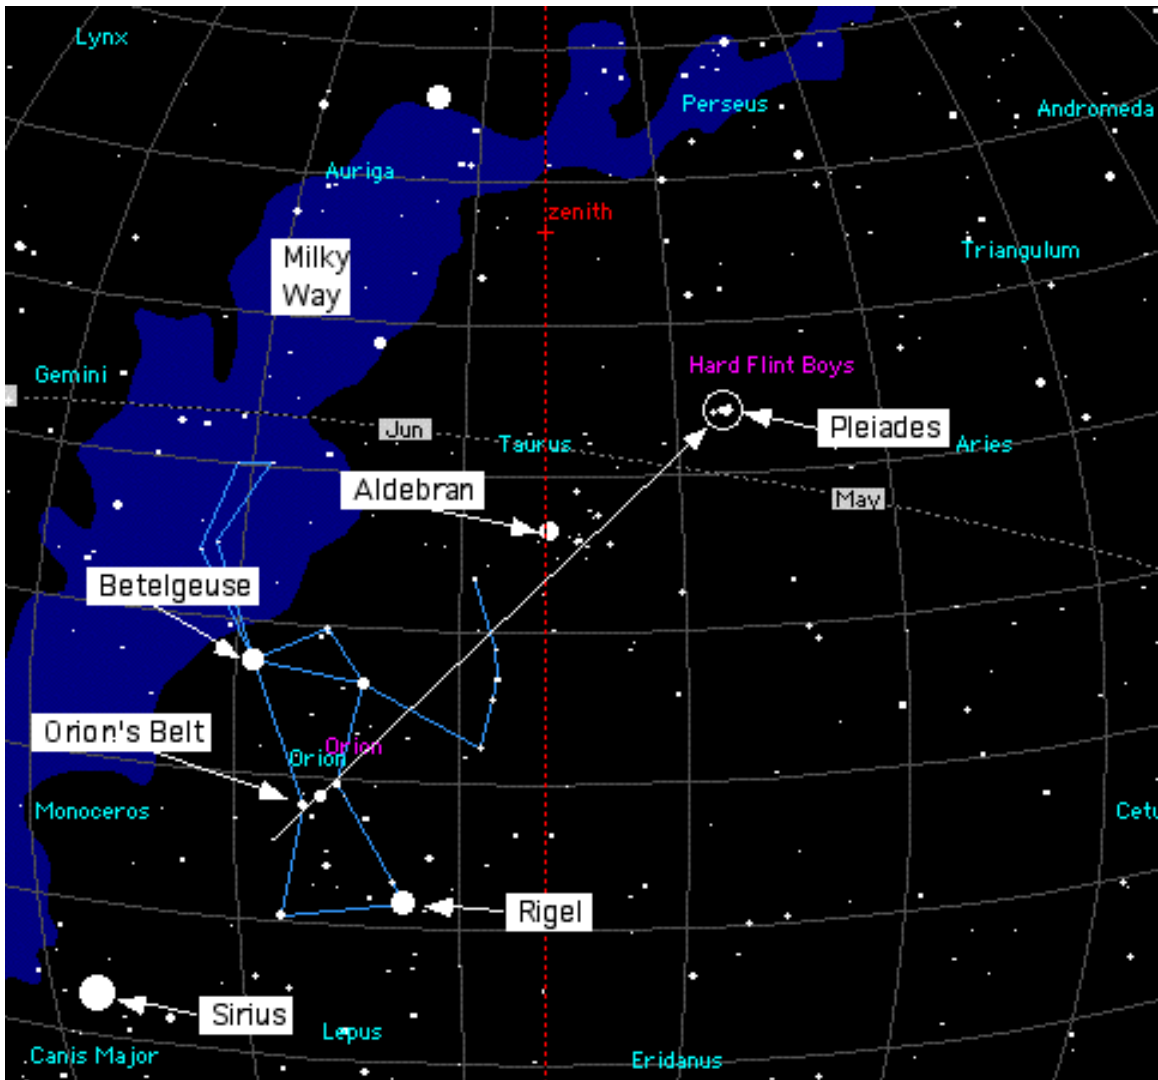 Lynx
Perseus
Andromeda
Auriga
zenith
Triangulum
Milky
Way
Hard Flint Boys
Gemini
Pleiades
Jun
Taurus
Aries
Aldebran
May
Betelgeuse
Orion's Belt
Orion
Orion
Monoceros
Cetu
Rigel
Sirius
Lepus
Canis Major
Eridanus